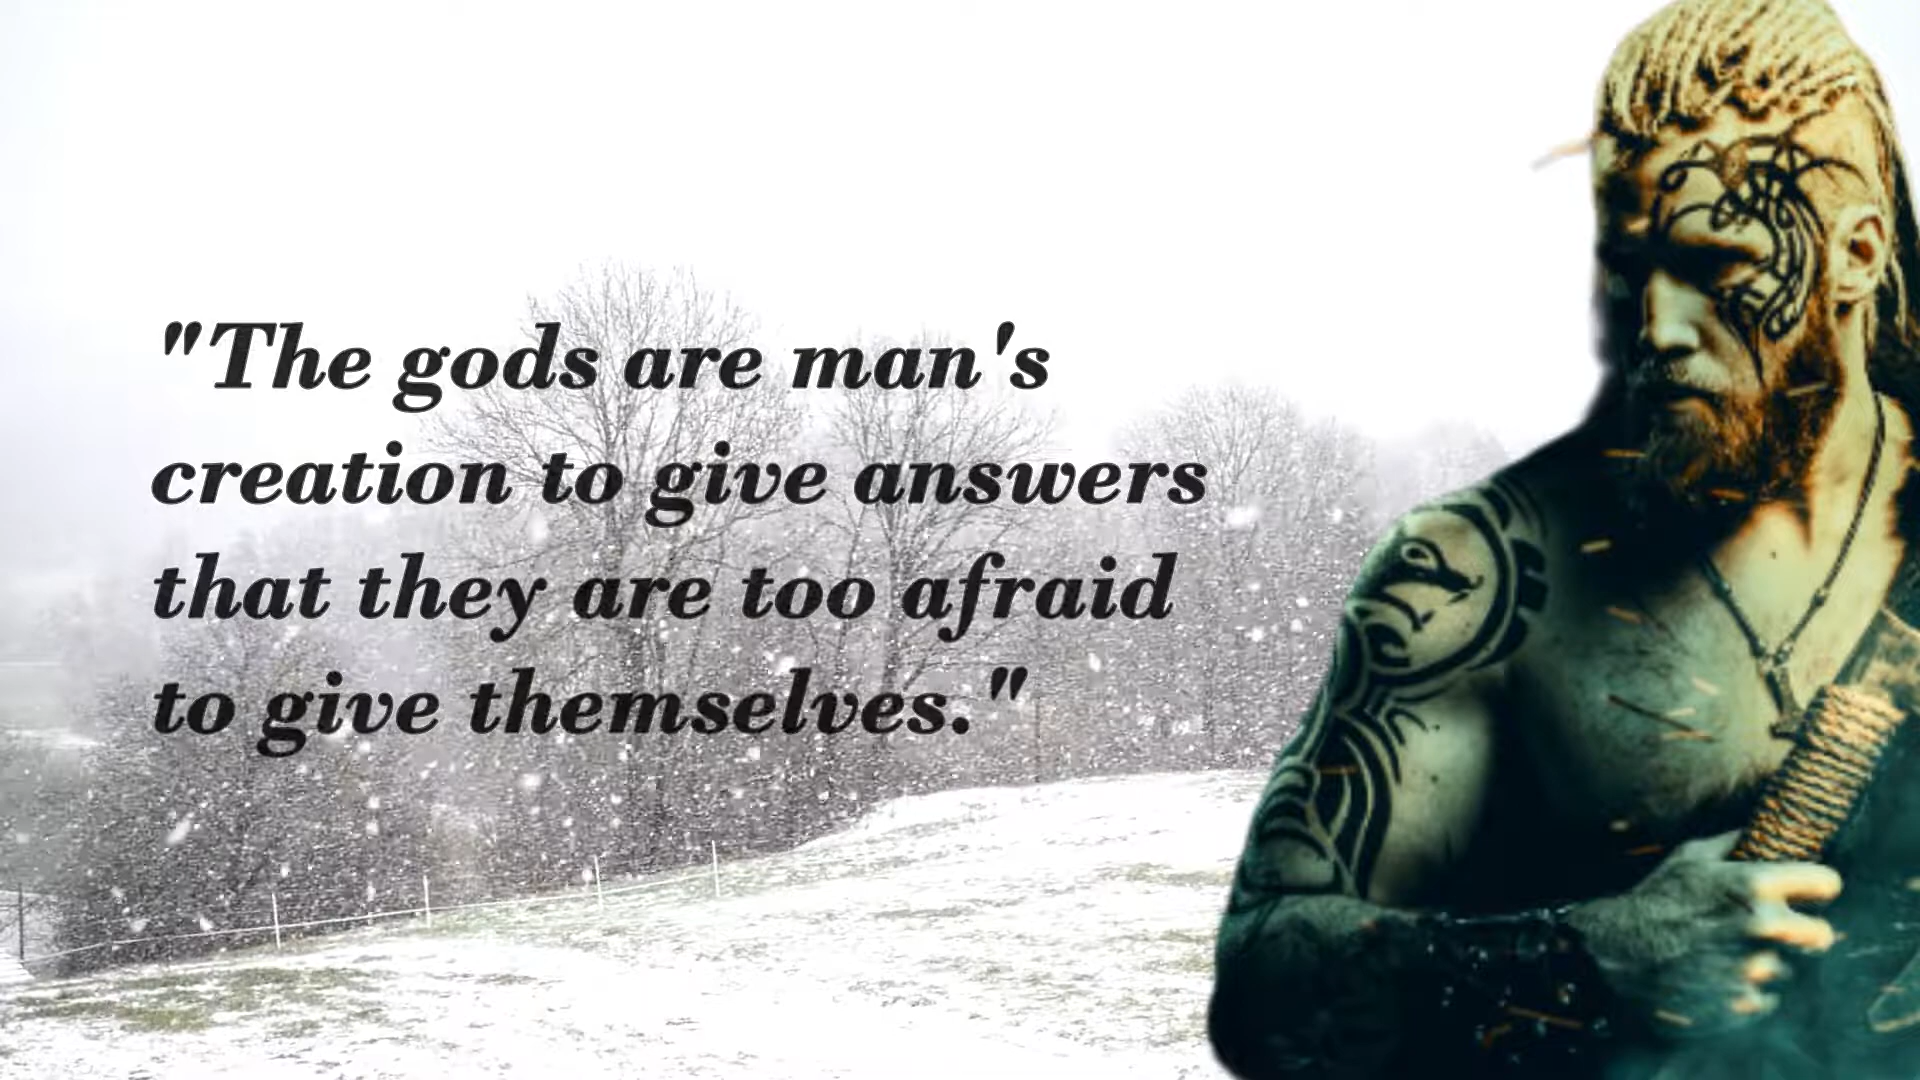 "The gods are man's
creation to give answers
that they are too afraid
to give themselves."